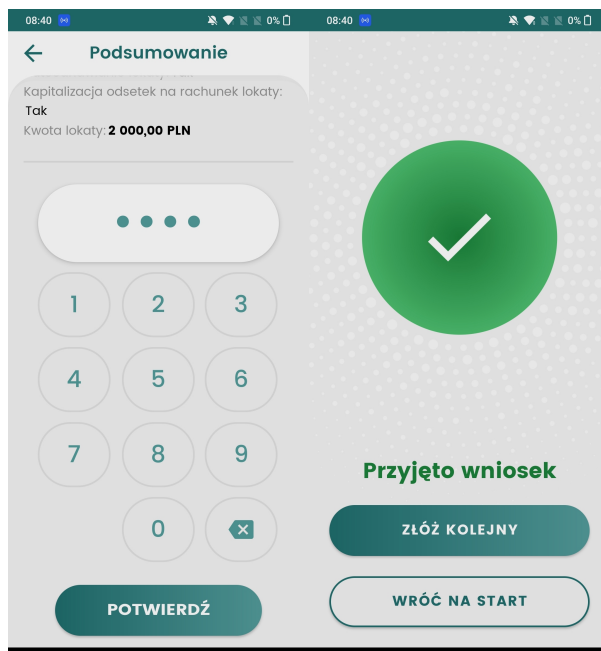 08:40
0%
Podsumowanie
Kapitalizacja odsetek na rachunek lokaty:
Tak
Kwota lokaty: 2 000,00 PLN
1 2 3
4 5 6
7 8 9
0
POTWIERDŹ
08:40
0%
Przyjęto wniosek
ZŁÓŻ KOLEJNY
WRÓĆ NA START